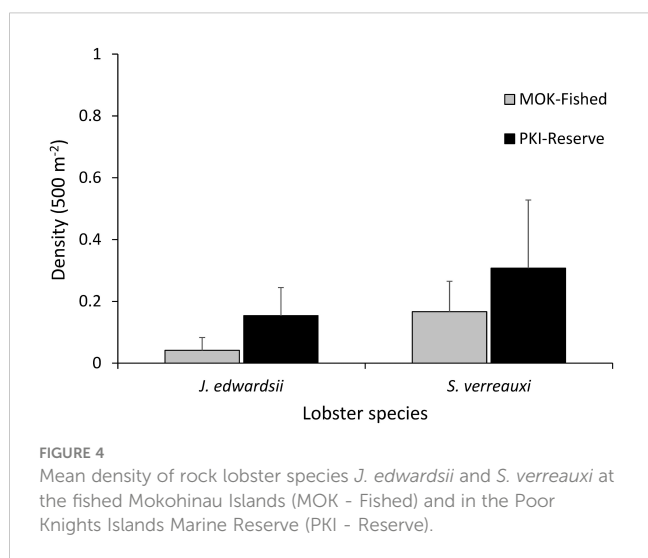 1
0.8
0.6
0.4
0.2
0
Density (500 m⁻²)
MOK-Fished
PKI-Reserve
J. edwardsii
S. verreauxi
Lobster species
FIGURE 4
Mean density of rock lobster species J. edwardsii and S. verreauxi at
the fished Mokohinau Islands (MOK - Fished) and in the Poor
Knights Islands Marine Reserve (PKI - Reserve).